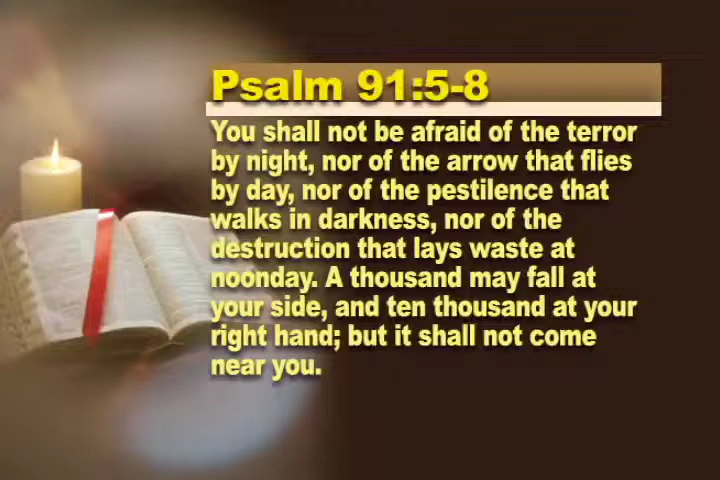 Psalm 91:5-8
You shall not be afraid of the terror
by night, nor of the arrow that flies
by day, nor of the pestilence that
walks in darkness, nor of the
destruction that lays waste at
noonday. A thousand may fall at
your side, and ten thousand at your
right hand; but it shall not come
near you.